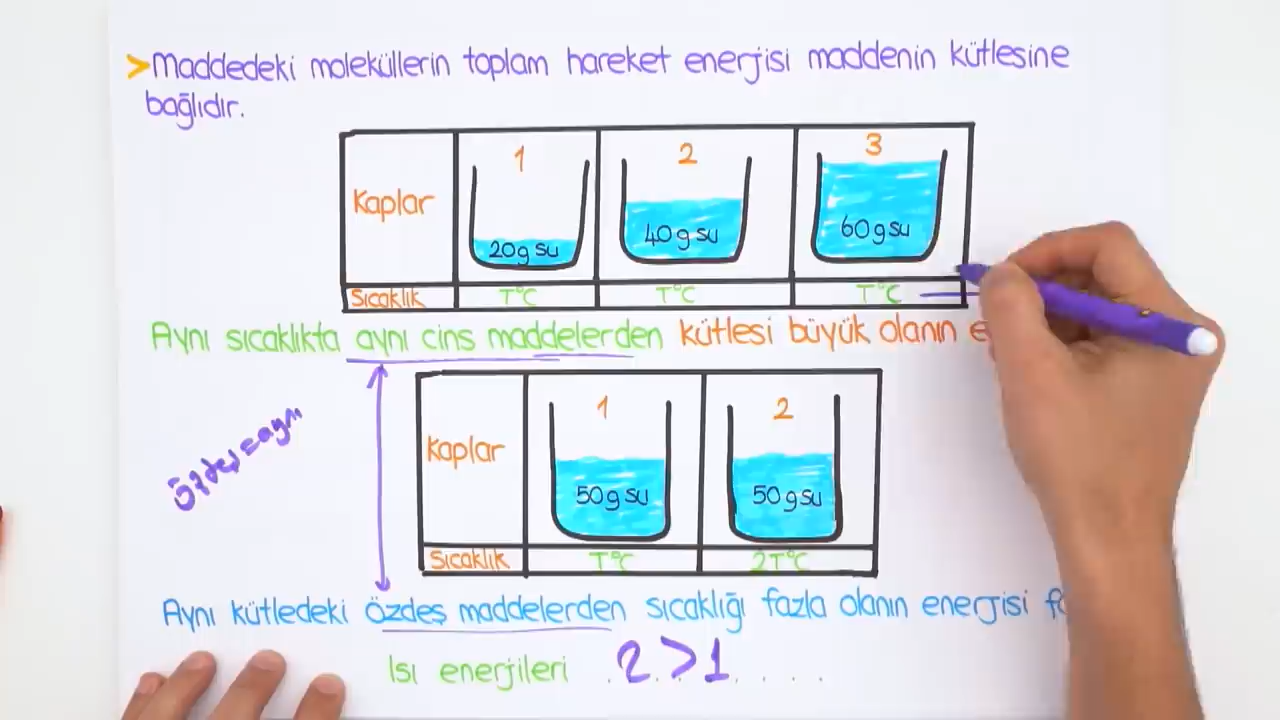 >Maddedeki moleküllerin toplam hareket enerjisi maddenin kütlesine
bağlıdır.
Kaplar 1 2 3
20g su 40g su 60g su
Sıcaklık T°C T°C T°C
Aynı sıcaklıkta aynı cins maddelerden kütlesi büyük olanın
özdeş=aynı
Kaplar 1 2
50g su 50g su
Sıcaklık T°C 2T°C
Aynı kütledeki özdeş maddelerden sıcaklığı fazla olanın enerjisi
Isı enerjileri 2>1